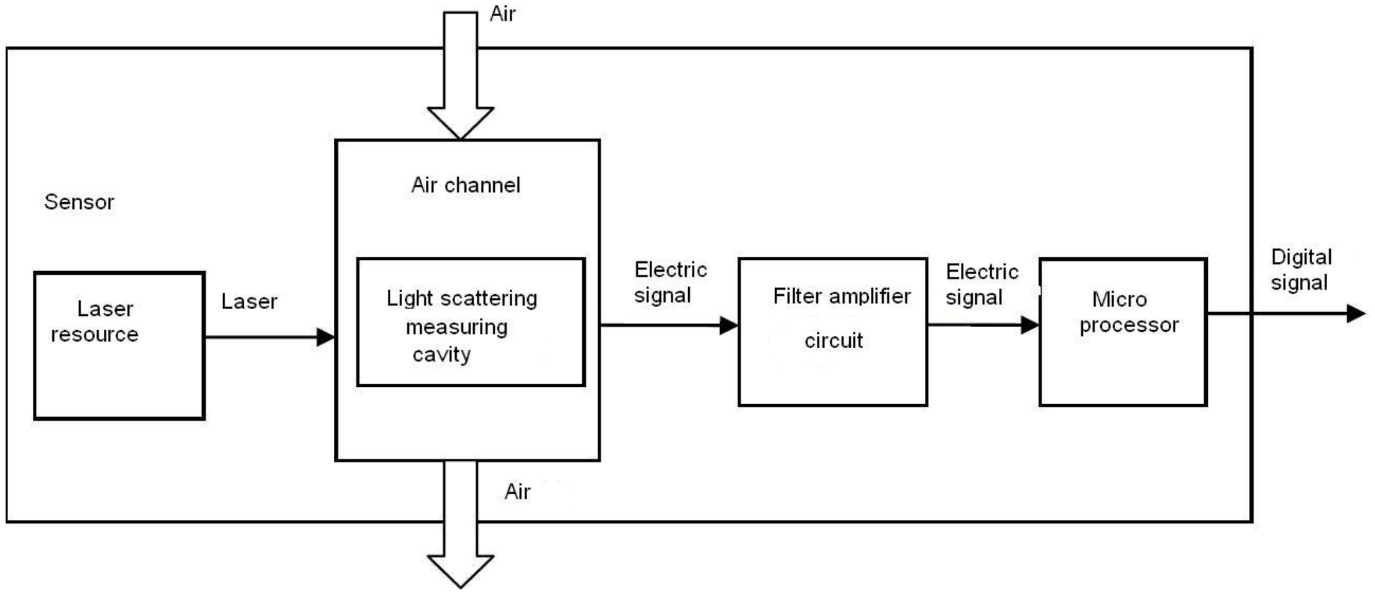 Air
Sensor
Air channel
Laser
resource
Laser
Light scattering
measuring
cavity
Electric
signal
Filter amplifier
circuit
Electric
signal
Micro
processor
Digital
signal
Air